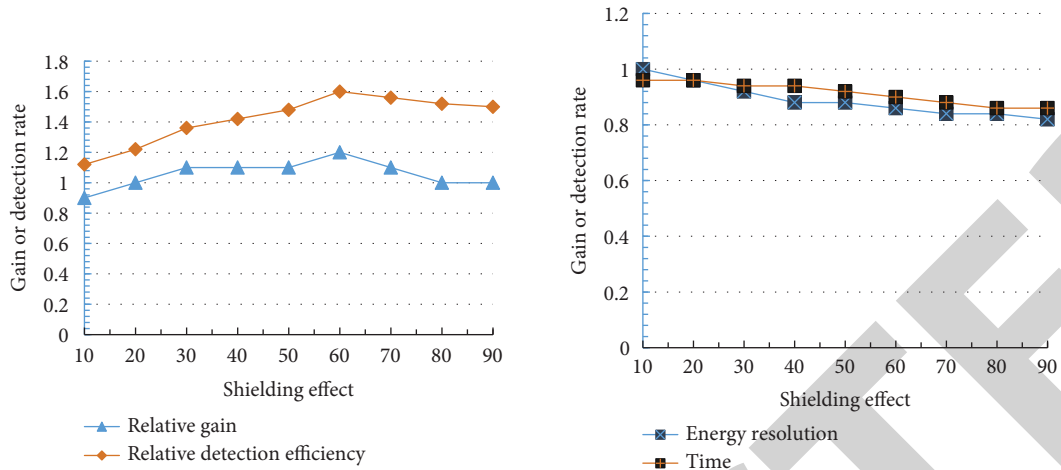 Gain or detection rate
1.8
1.6
1.4
1.2
1
0.8
0.6
0.4
0.2
0
10 20 30 40 50 60 70 80 90
Shielding effect
Relative gain
Relative detection efficiency
Gain or detection rate
1.2
1
0.8
0.6
0.4
0.2
0
10 20 30 40 50 60 70 80 90
Shielding effect
Energy resolution
Time